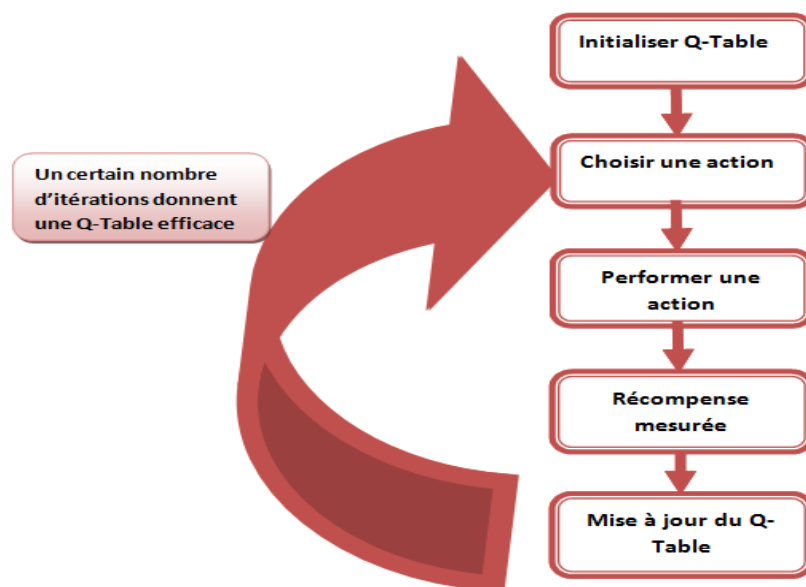 Initialiser Q-Table
Choisir une action
Un certain nombre
d'itérations donnent
une Q-Table efficace
Performer une
action
Récompense
mesurée
Mise à jour du Q-
Table